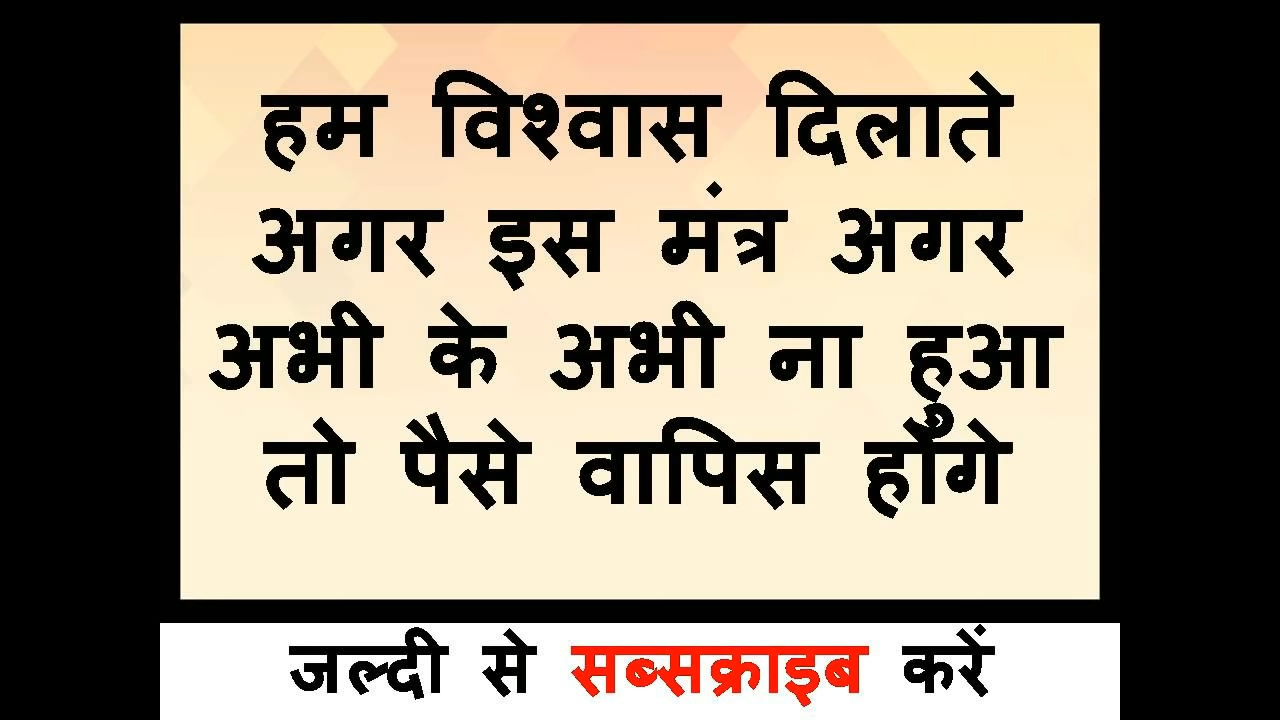 हम विश्वास दिलाते
अगर इस मंत्र अगर
अभी के अभी ना हुआ
तो पैसे वापिस होंगे
जल्दी से सब्सक्राइब करें